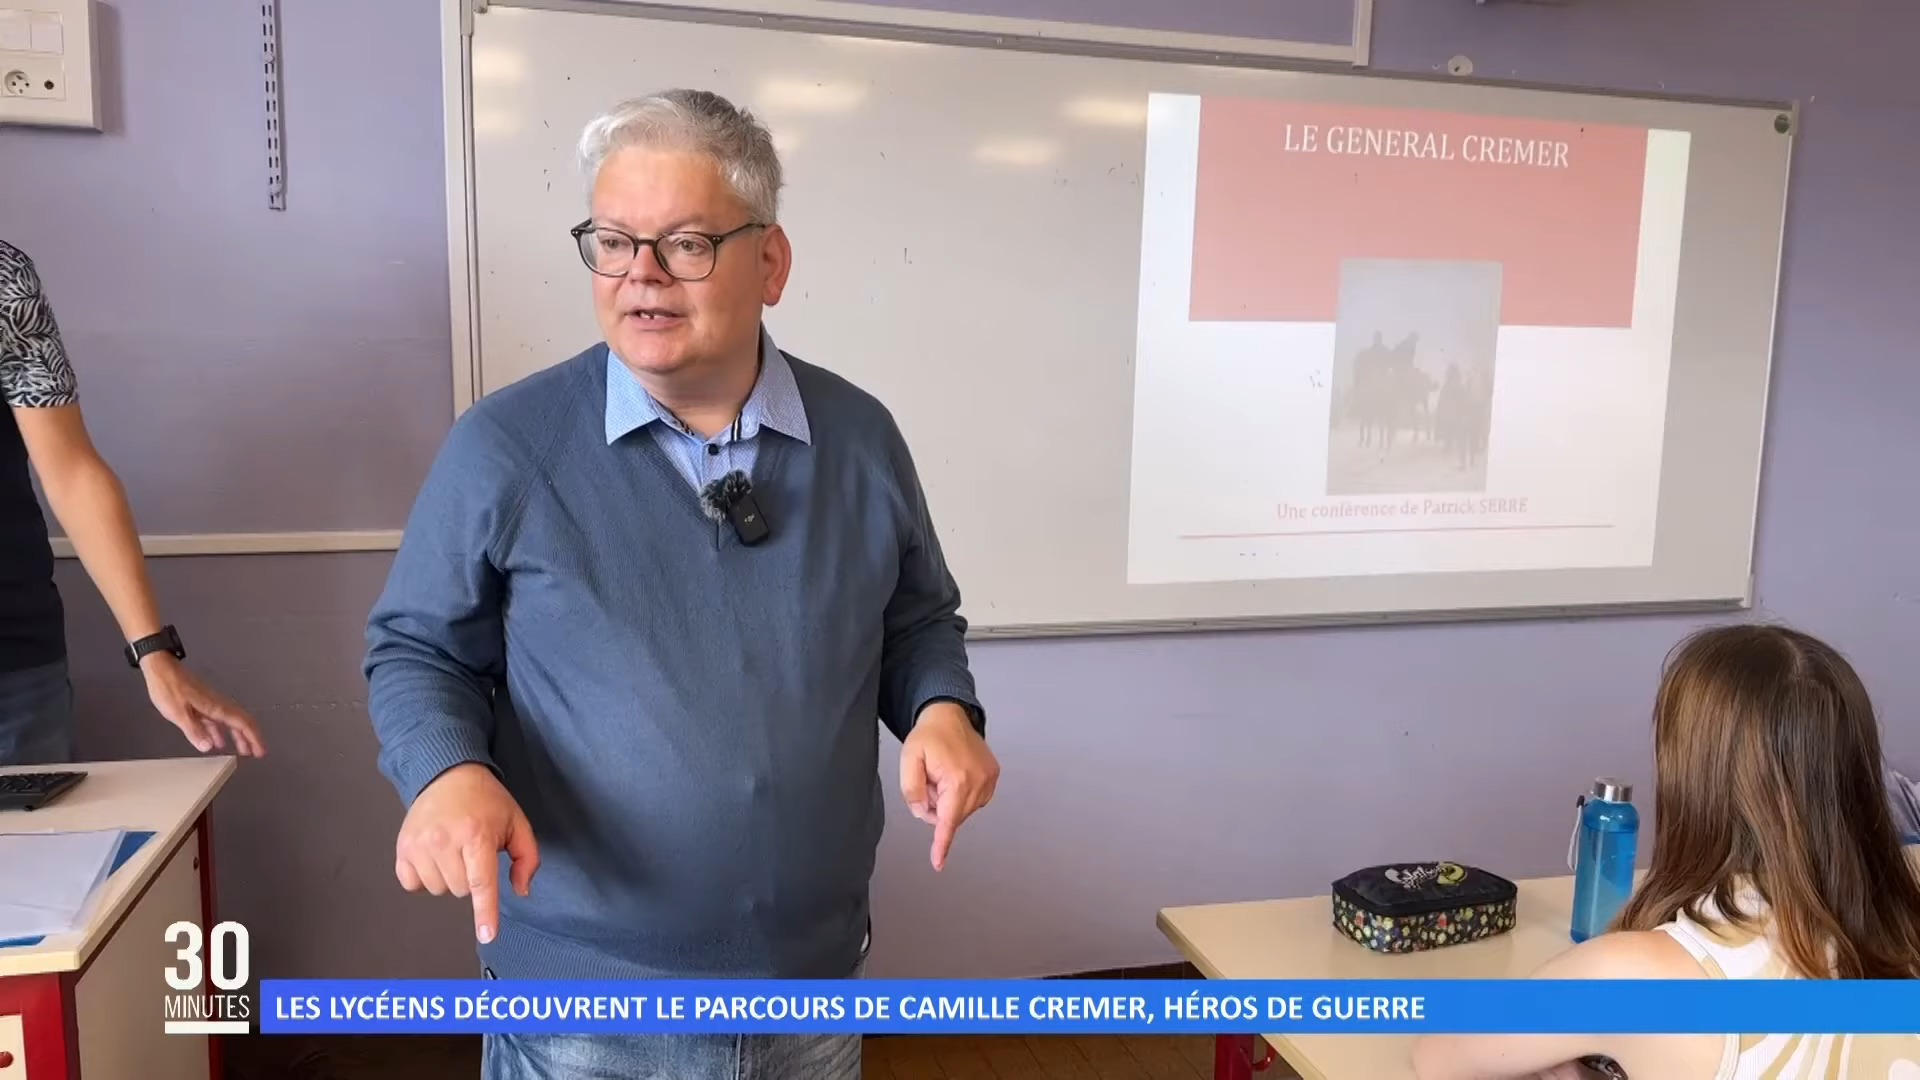 LE GENERAL CREMER
Une conférence de Patrick SERRE
30
MINUTES
LES LYCÉENS DÉCOUVRENT LE PARCOURS DE CAMILLE CREMER, HÉROS DE GUERRE